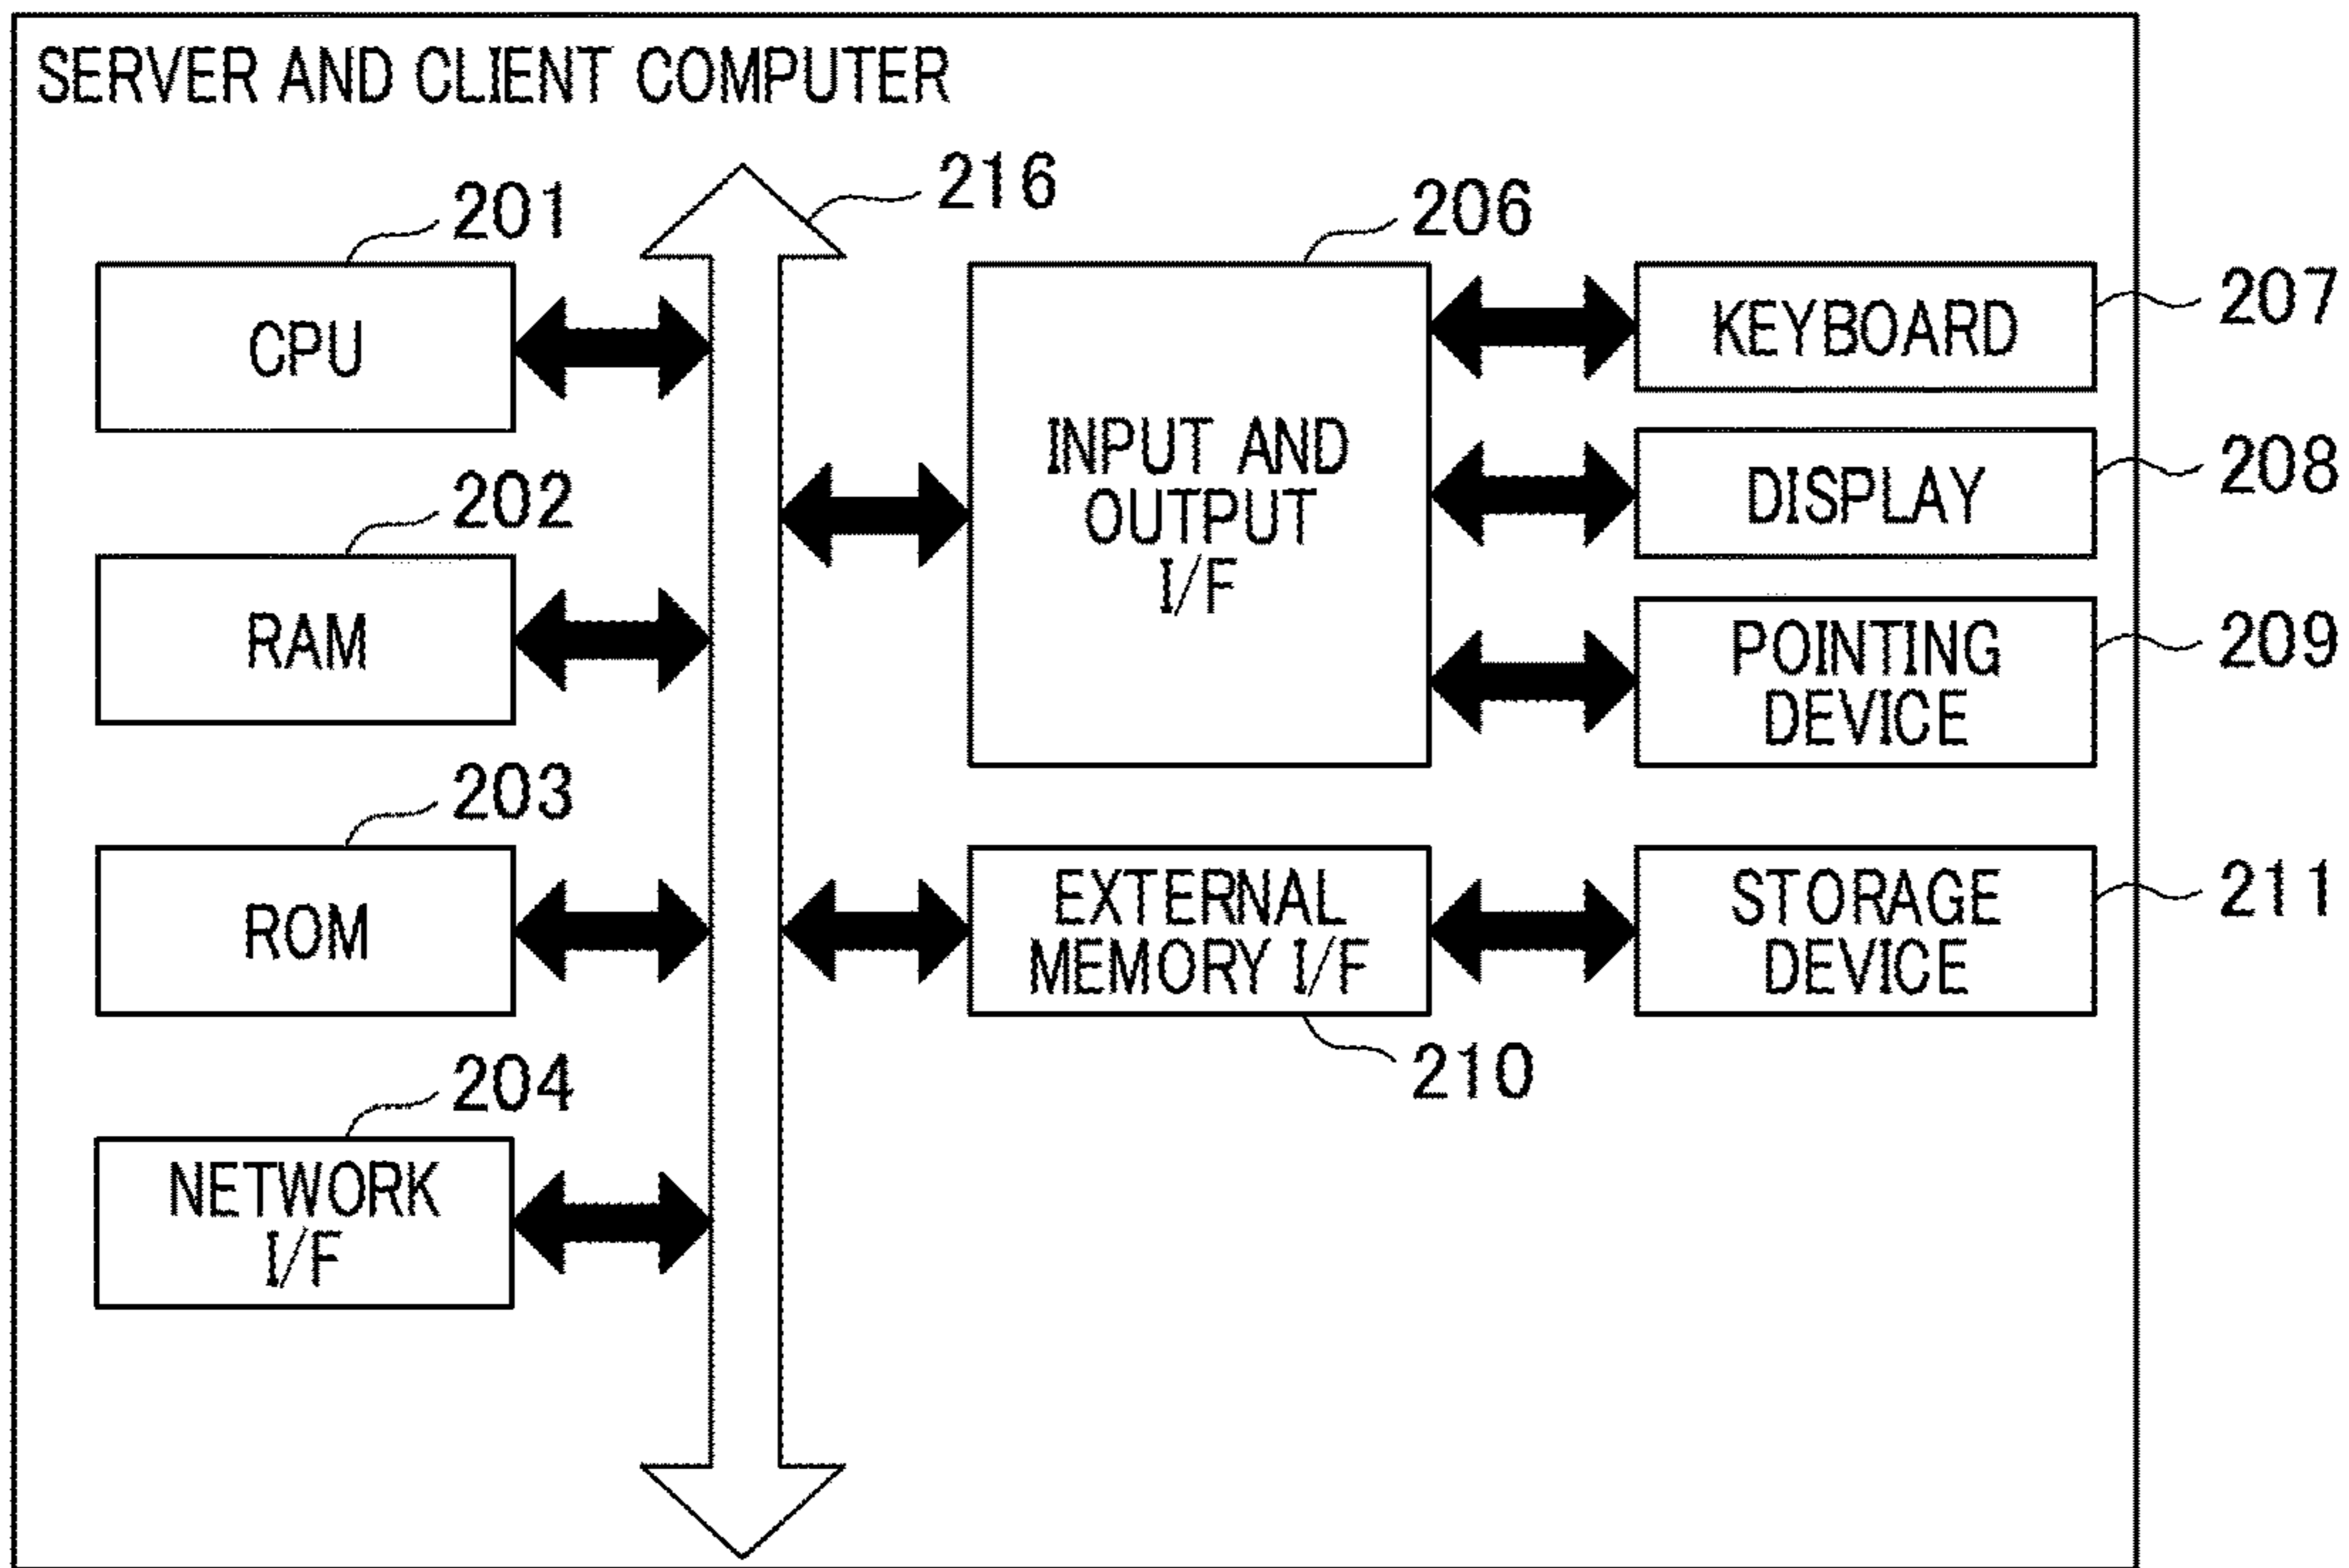 SERVER AND CLIENT COMPUTER
201
CPU
202
RAM
203
ROM
204
NETWORK
I/F
216
206
INPUT AND
OUTPUT
I/F
KEYBOARD
207
DISPLAY
208
POINTING
DEVICE
209
EXTERNAL
MEMORY I/F
210
STORAGE
DEVICE
211